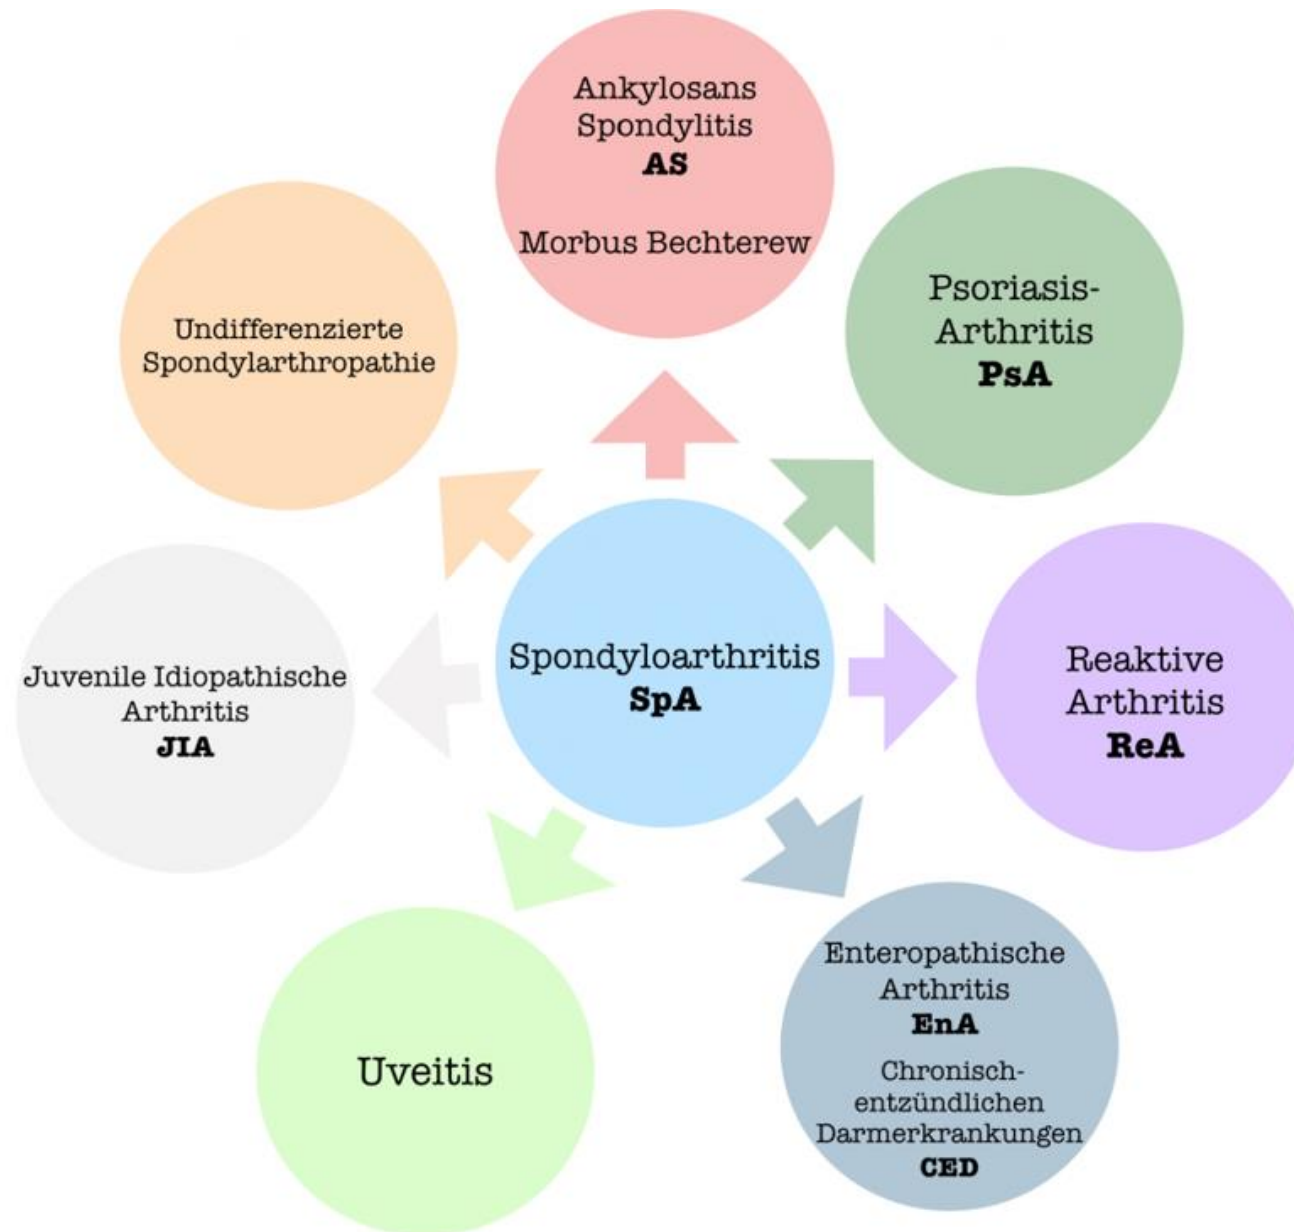 Ankylosans
Spondylitis
AS
Morbus Bechterew
Psoriasis-
Arthritis
PsA
Undifferenzierte
Spondylarthropathie
Spondyloarthritis
SpA
Reaktive
Arthritis
ReA
Juvenile Idiopathische
Arthritis
JIA
Enteropathische
Arthritis
EnA
Chronisch-
entzündlichen
Darmerkrankungen
CED
Uveitis